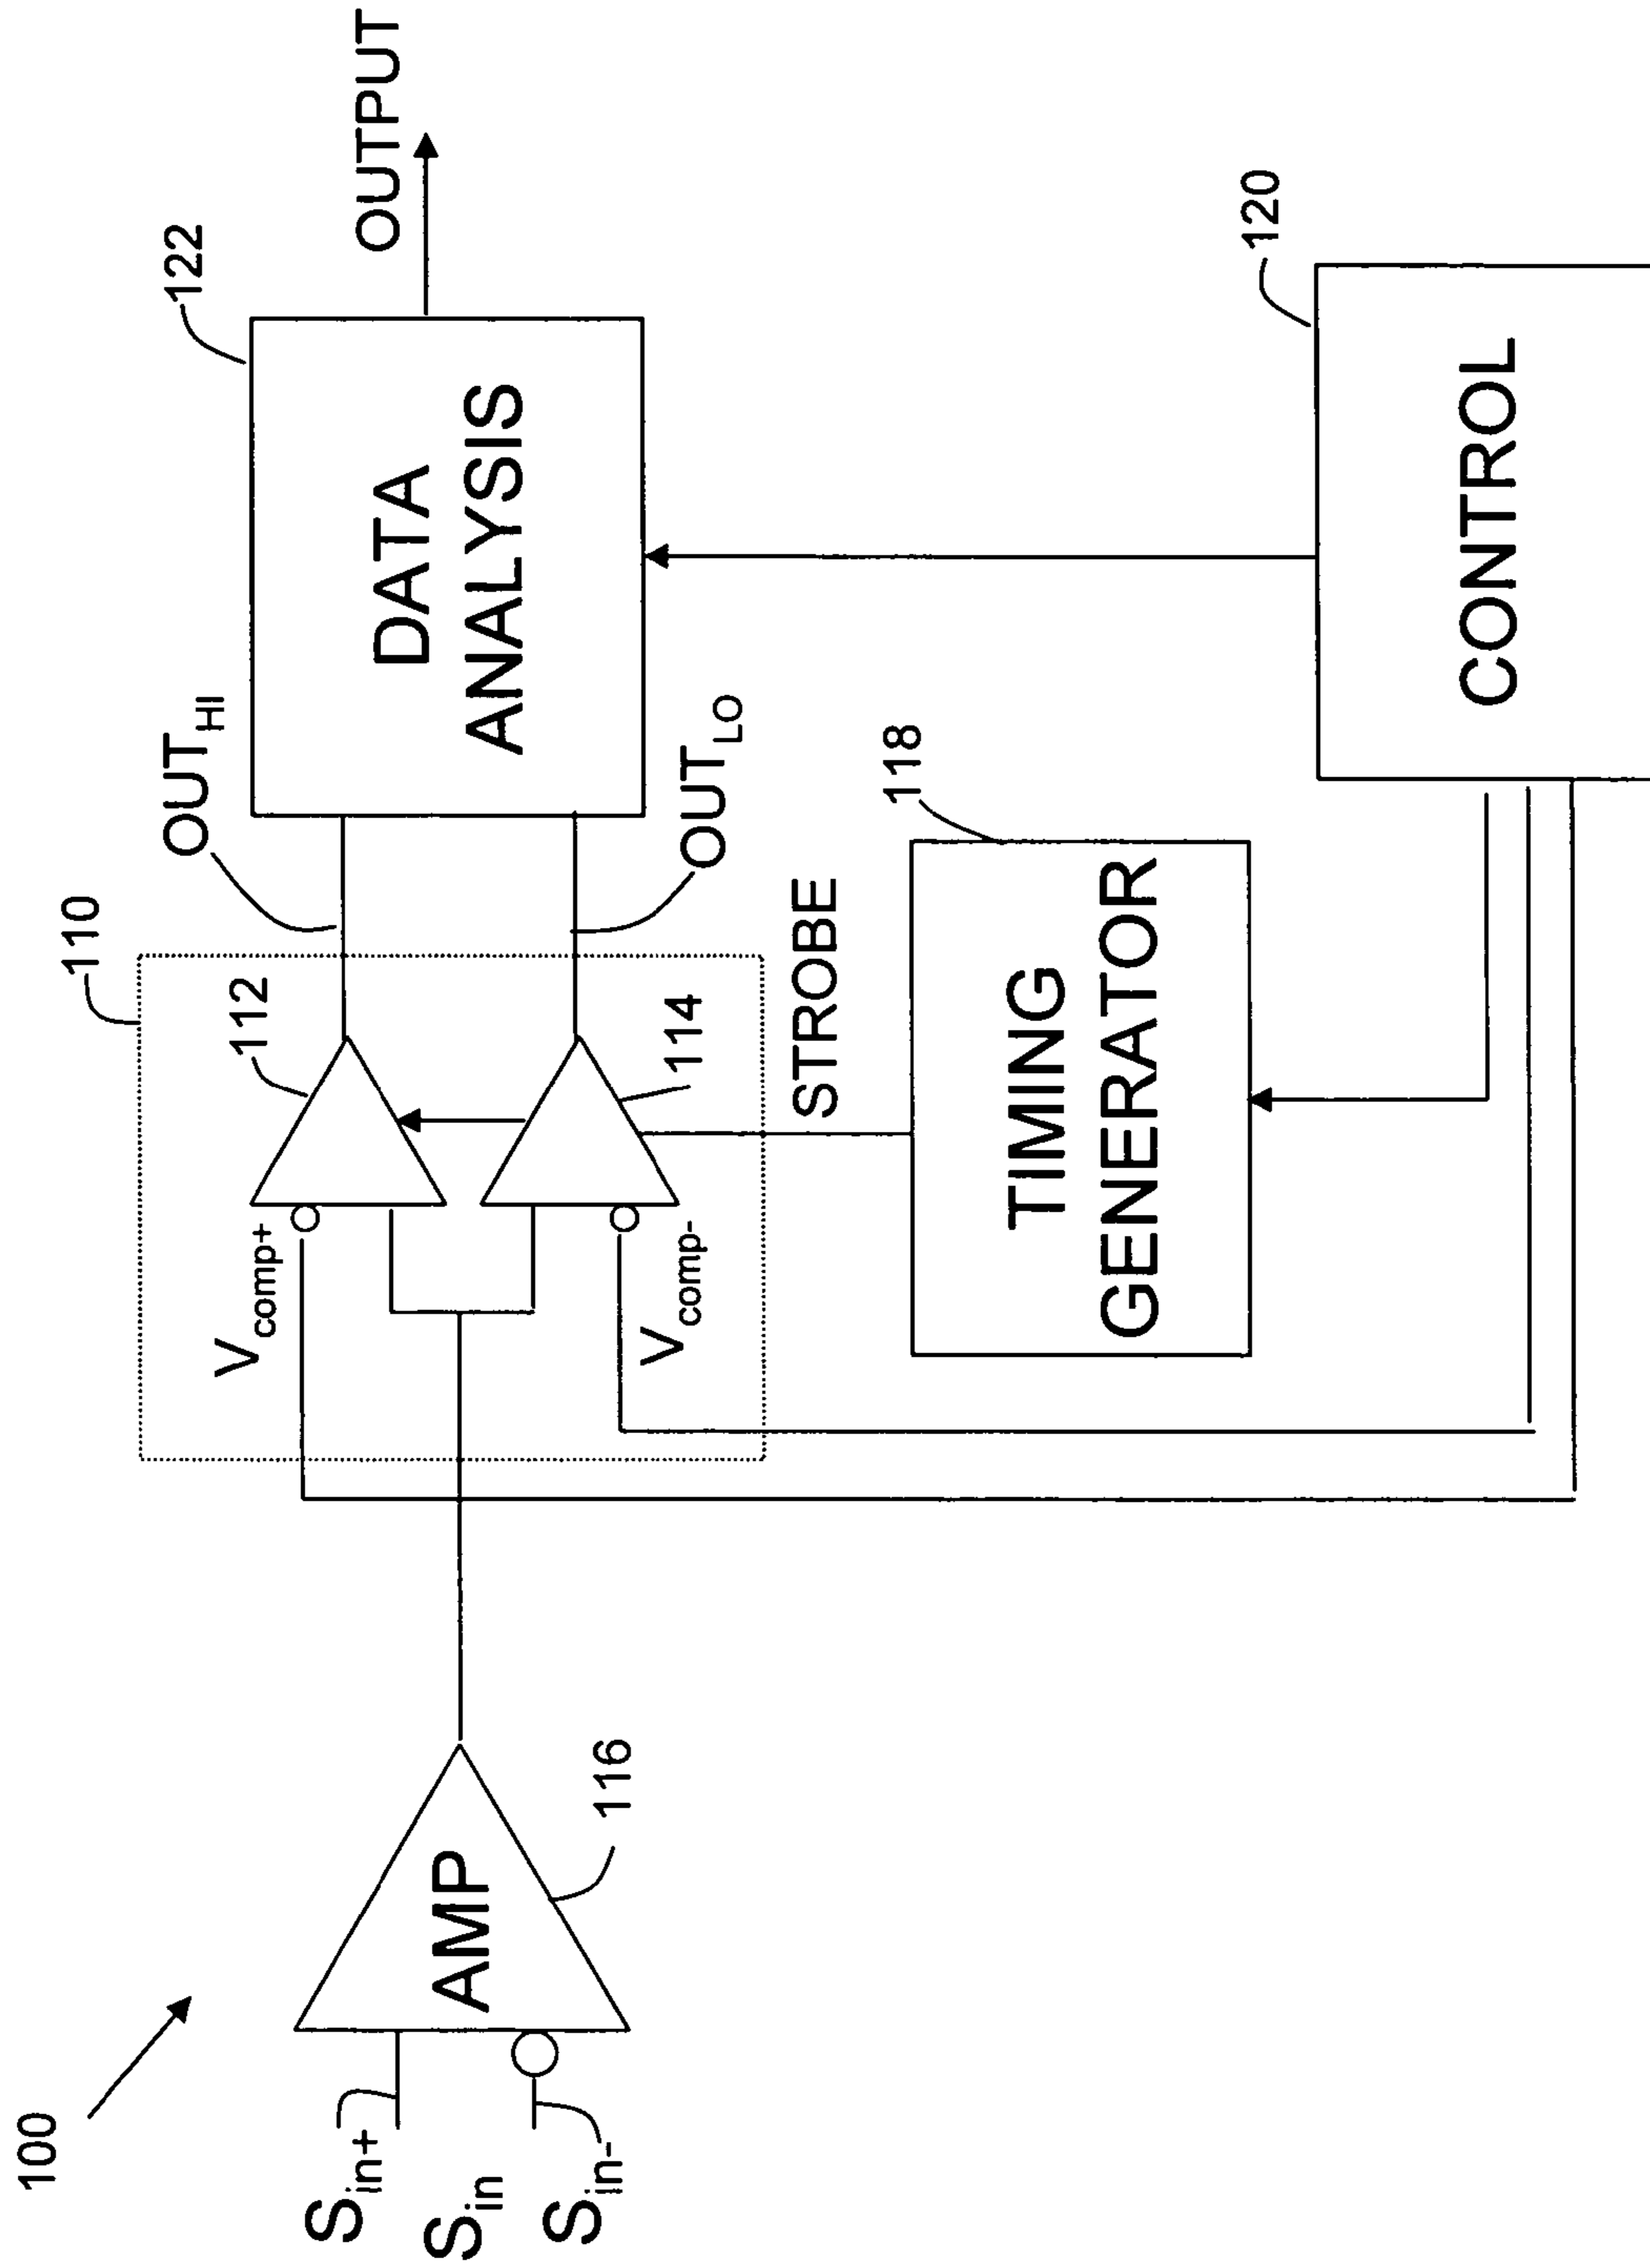 100
S_in+
S_in
S_in-
AMP
116
110
V_comp+
V_comp-
112
114
OUT_HI
OUT_LO
STROBE
DATA
ANALYSIS
122
OUTPUT
TIMING
GENERATOR
118
CONTROL
120